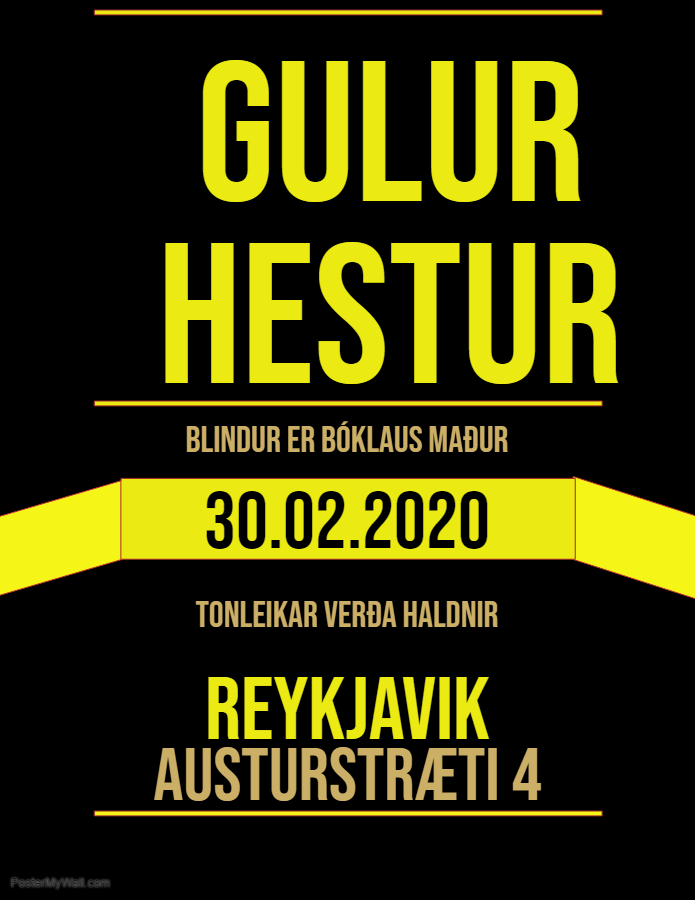 GULUR
HESTUR
BLINDUR ER BÓKLAUS MAÐUR
30.02.2020
TONLEIKAR VERÐA HALDNIR
REYKJAVIK
AUSTURSTRÆTI 4
PosterMyWall.com